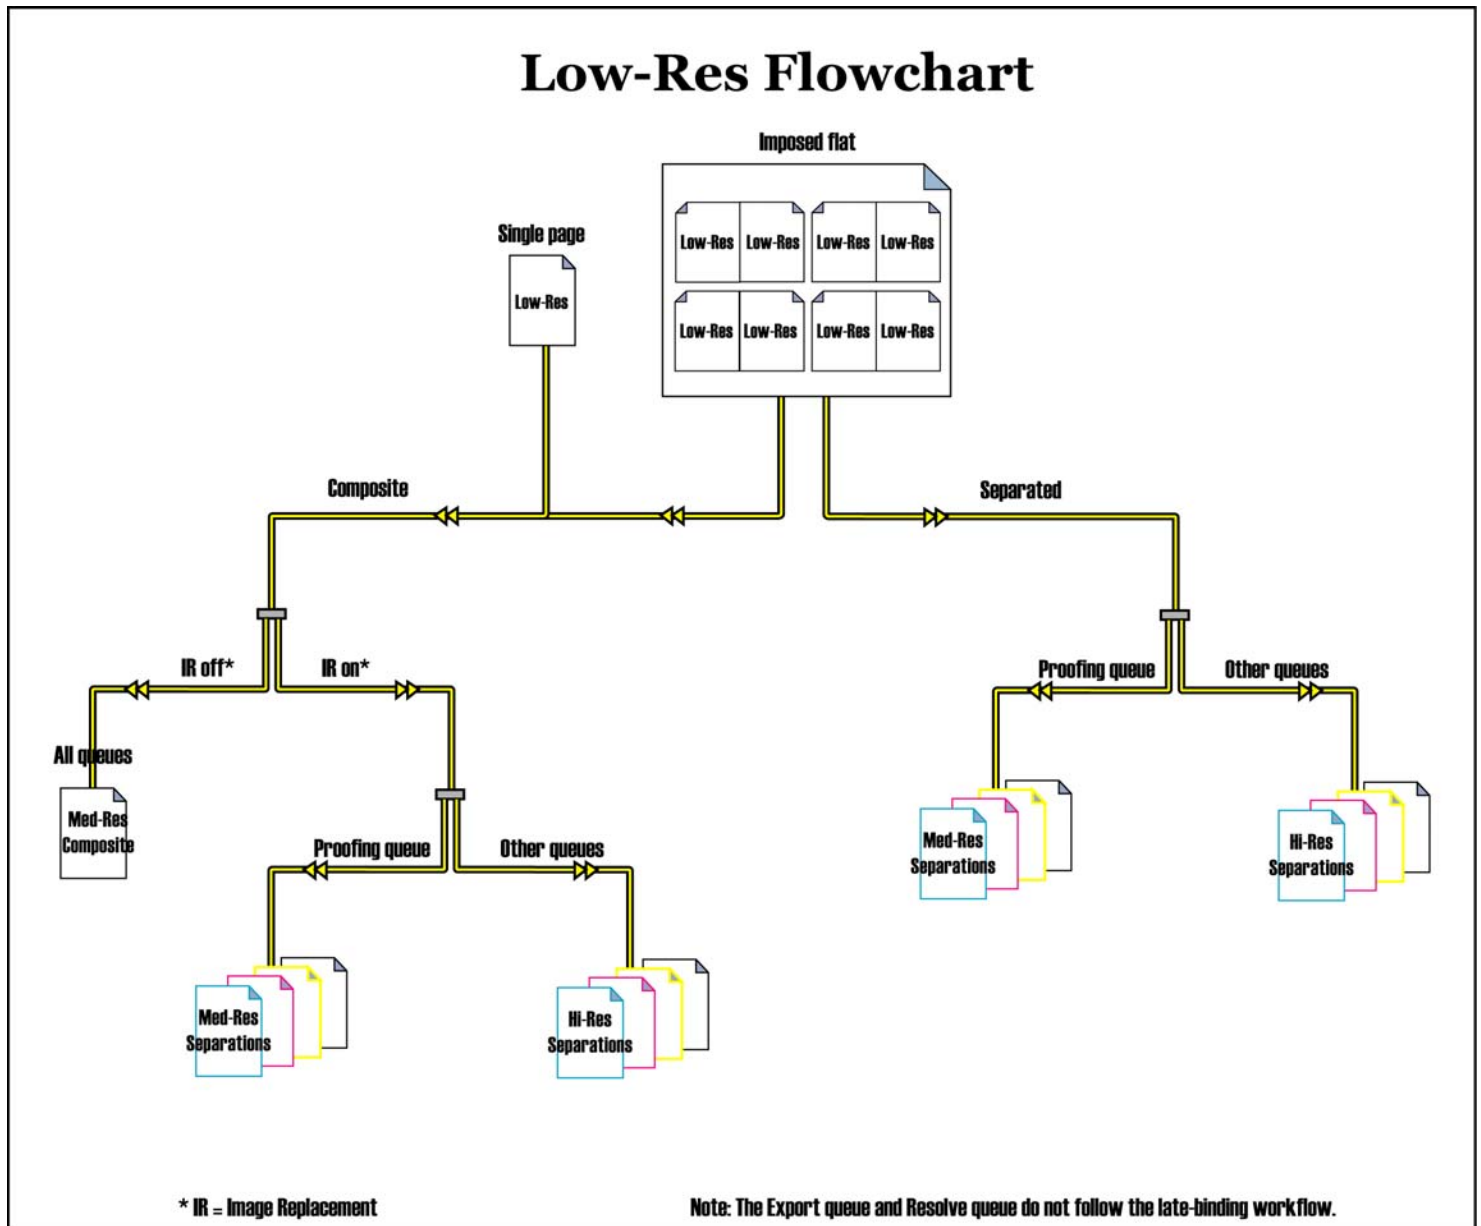 Low-Res Flowchart
Imposed flat
Single page
Low-Res Low-Res Low-Res Low-Res
Low-Res
Low-Res Low-Res Low-Res Low-Res
Composite
Separated
IR off*
IR on*
Proofing queue
Other queues
All queues
Med-Res
Composite
Med-Res
Separations
Hi-Res
Separations
Proofing queue
Other queues
Med-Res
Separations
Hi-Res
Separations
* IR = Image Replacement
Note: The Export queue and Resolve queue do not follow the late-binding workflow.